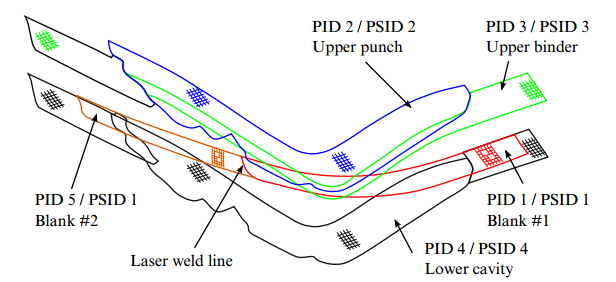 PID 2 / PSID 2
Upper punch
PID 3 / PSID 3
Upper binder
PID 5 / PSID 1
Blank #2
PID 1 / PSID 1
Blank #1
Laser weld line
PID 4 / PSID 4
Lower cavity